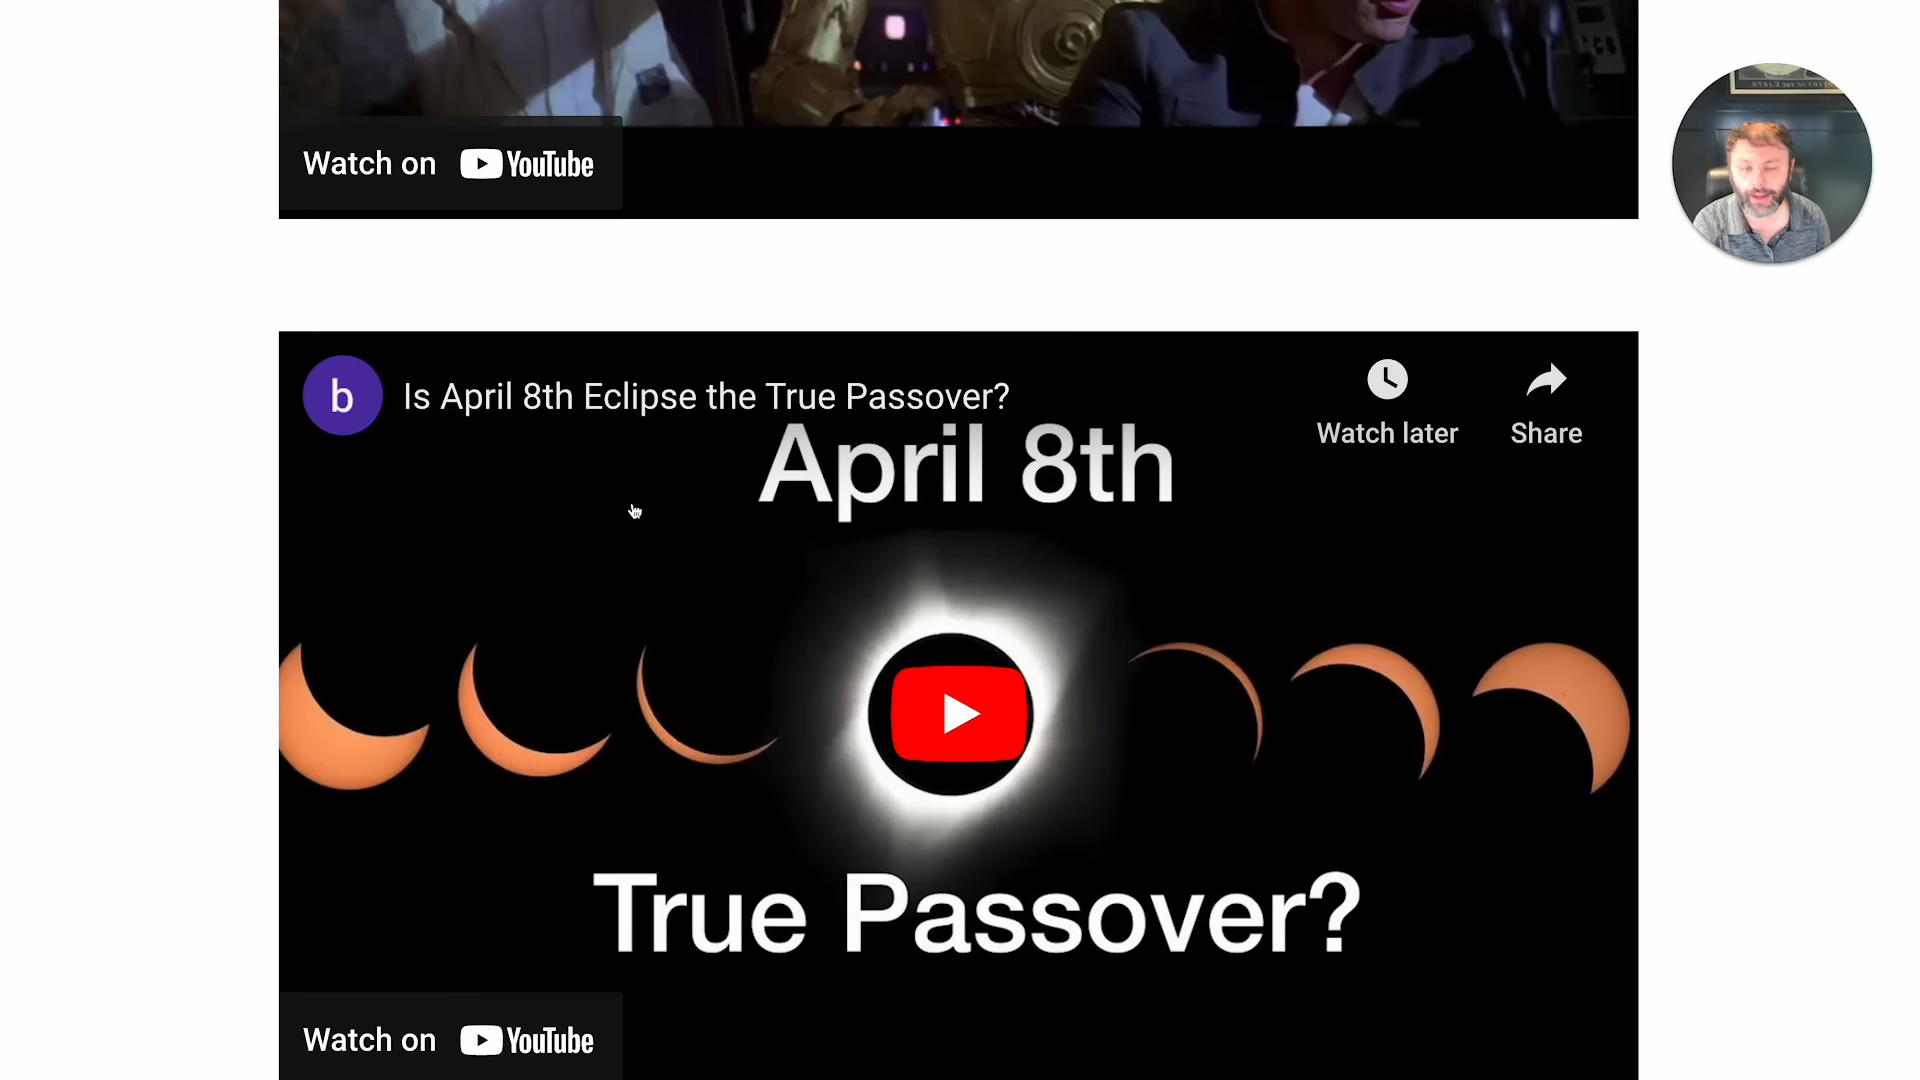 Watch on YouTube
b
Is April 8th Eclipse the True Passover?
Watch later
Share
April 8th
True Passover?
Watch on YouTube